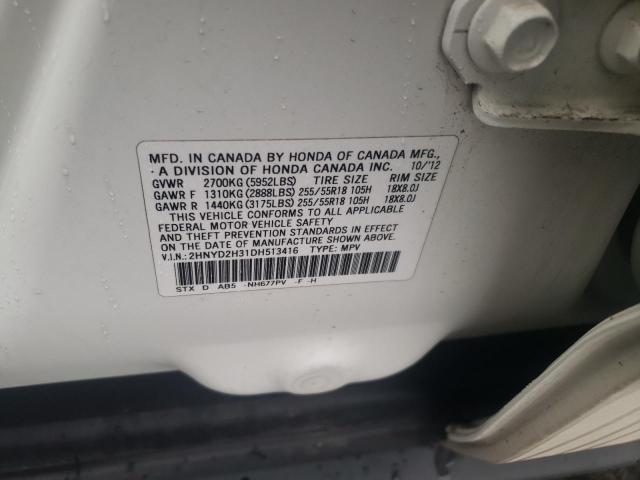 MFD. IN CANADA BY HONDA OF CANADA MFG.,
A DIVISION OF HONDA CANADA INC. 10/'12
GVWR 2700KG(5952LBS) TIRE SIZE RIM SIZE
GAWR F 1310KG(2888LBS) 255/55R18 105H 18X8.0J
GAWR R 1440KG(3175LBS) 255/55R18 105H 18X8.0J
THIS VEHICLE CONFORMS TO ALL APPLICABLE
FEDERAL MOTOR VEHICLE SAFETY
AND THEFT PREVENTION STANDARDS IN EFFECT
ON THE DATE OF MANUFACTURE SHOWN ABOVE.
V.I.N.:2HNYD2H31DH513416 TYPE: MPV
STX D AB5 -NH677PV -F -H